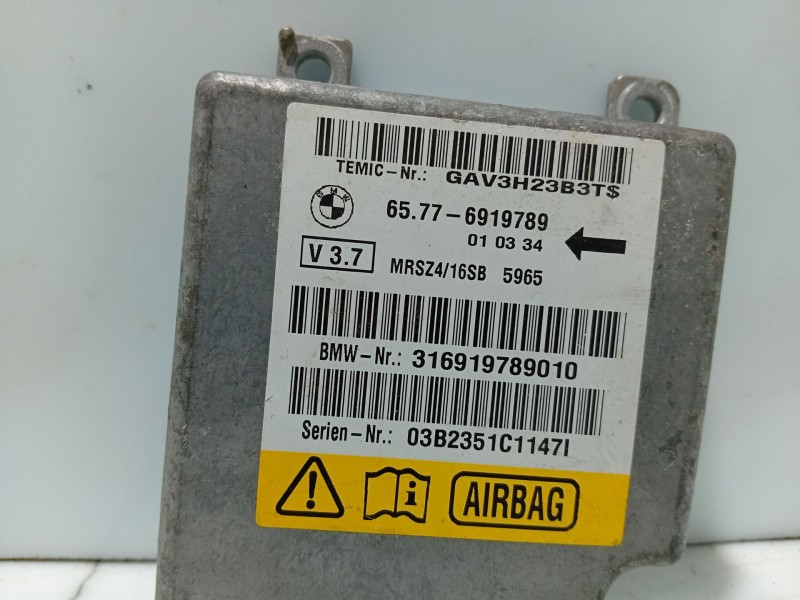 TEMIC-Nr.: GAV3H23B3T$
BMW
65.77-6919789
01 03 34
V 3.7
MRSZ4/16SB 5965
BMW-Nr.: 316919789010
Serien-Nr.: 03B2351C1147I
AIRBAG